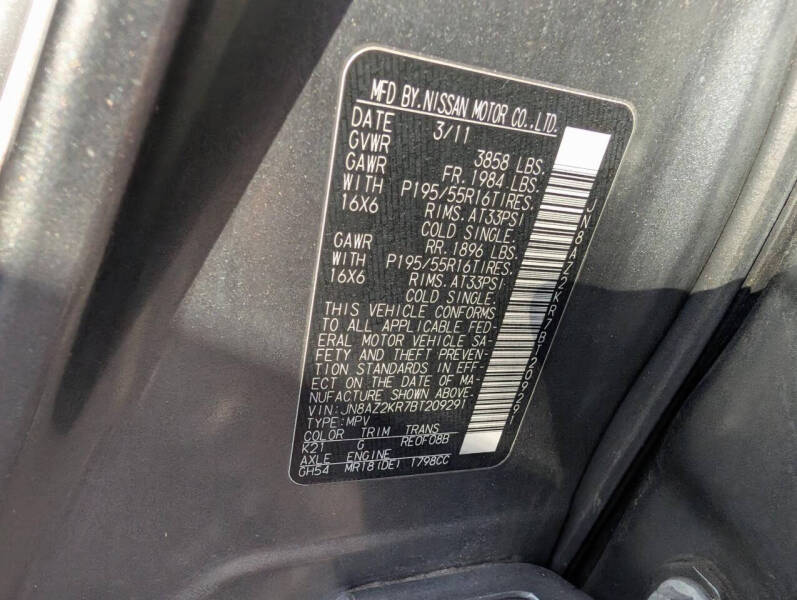 MFD BY.NISSAN MOTOR CO.,LTD.
DATE 3/11
GVWR 3858 LBS.
GAWR FR. 1984 LBS.
WITH P195/55R16TIRES.
16X6 RIMS. AT33PSI
COLD SINGLE.
GAWR RR. 1896 LBS.
WITH P195/55R16TIRES.
16X6 RIMS. AT33PSI
COLD SINGLE.
THIS VEHICLE CONFORMS
TO ALL APPLICABLE FED-
ERAL MOTOR VEHICLE SA-
FETY AND THEFT PREVEN-
TION STANDARDS IN EFF-
ECT ON THE DATE OF MA-
NUFACTURE SHOWN ABOVE.
VIN: JN8AZ2KR7BT209291
TYPE:MPV
COLOR TRIM TRANS
K21 G RE0F08B
AXLE ENGINE
GH54 MR18(DE) 1798CC
JN8AZ2KR7BT209291